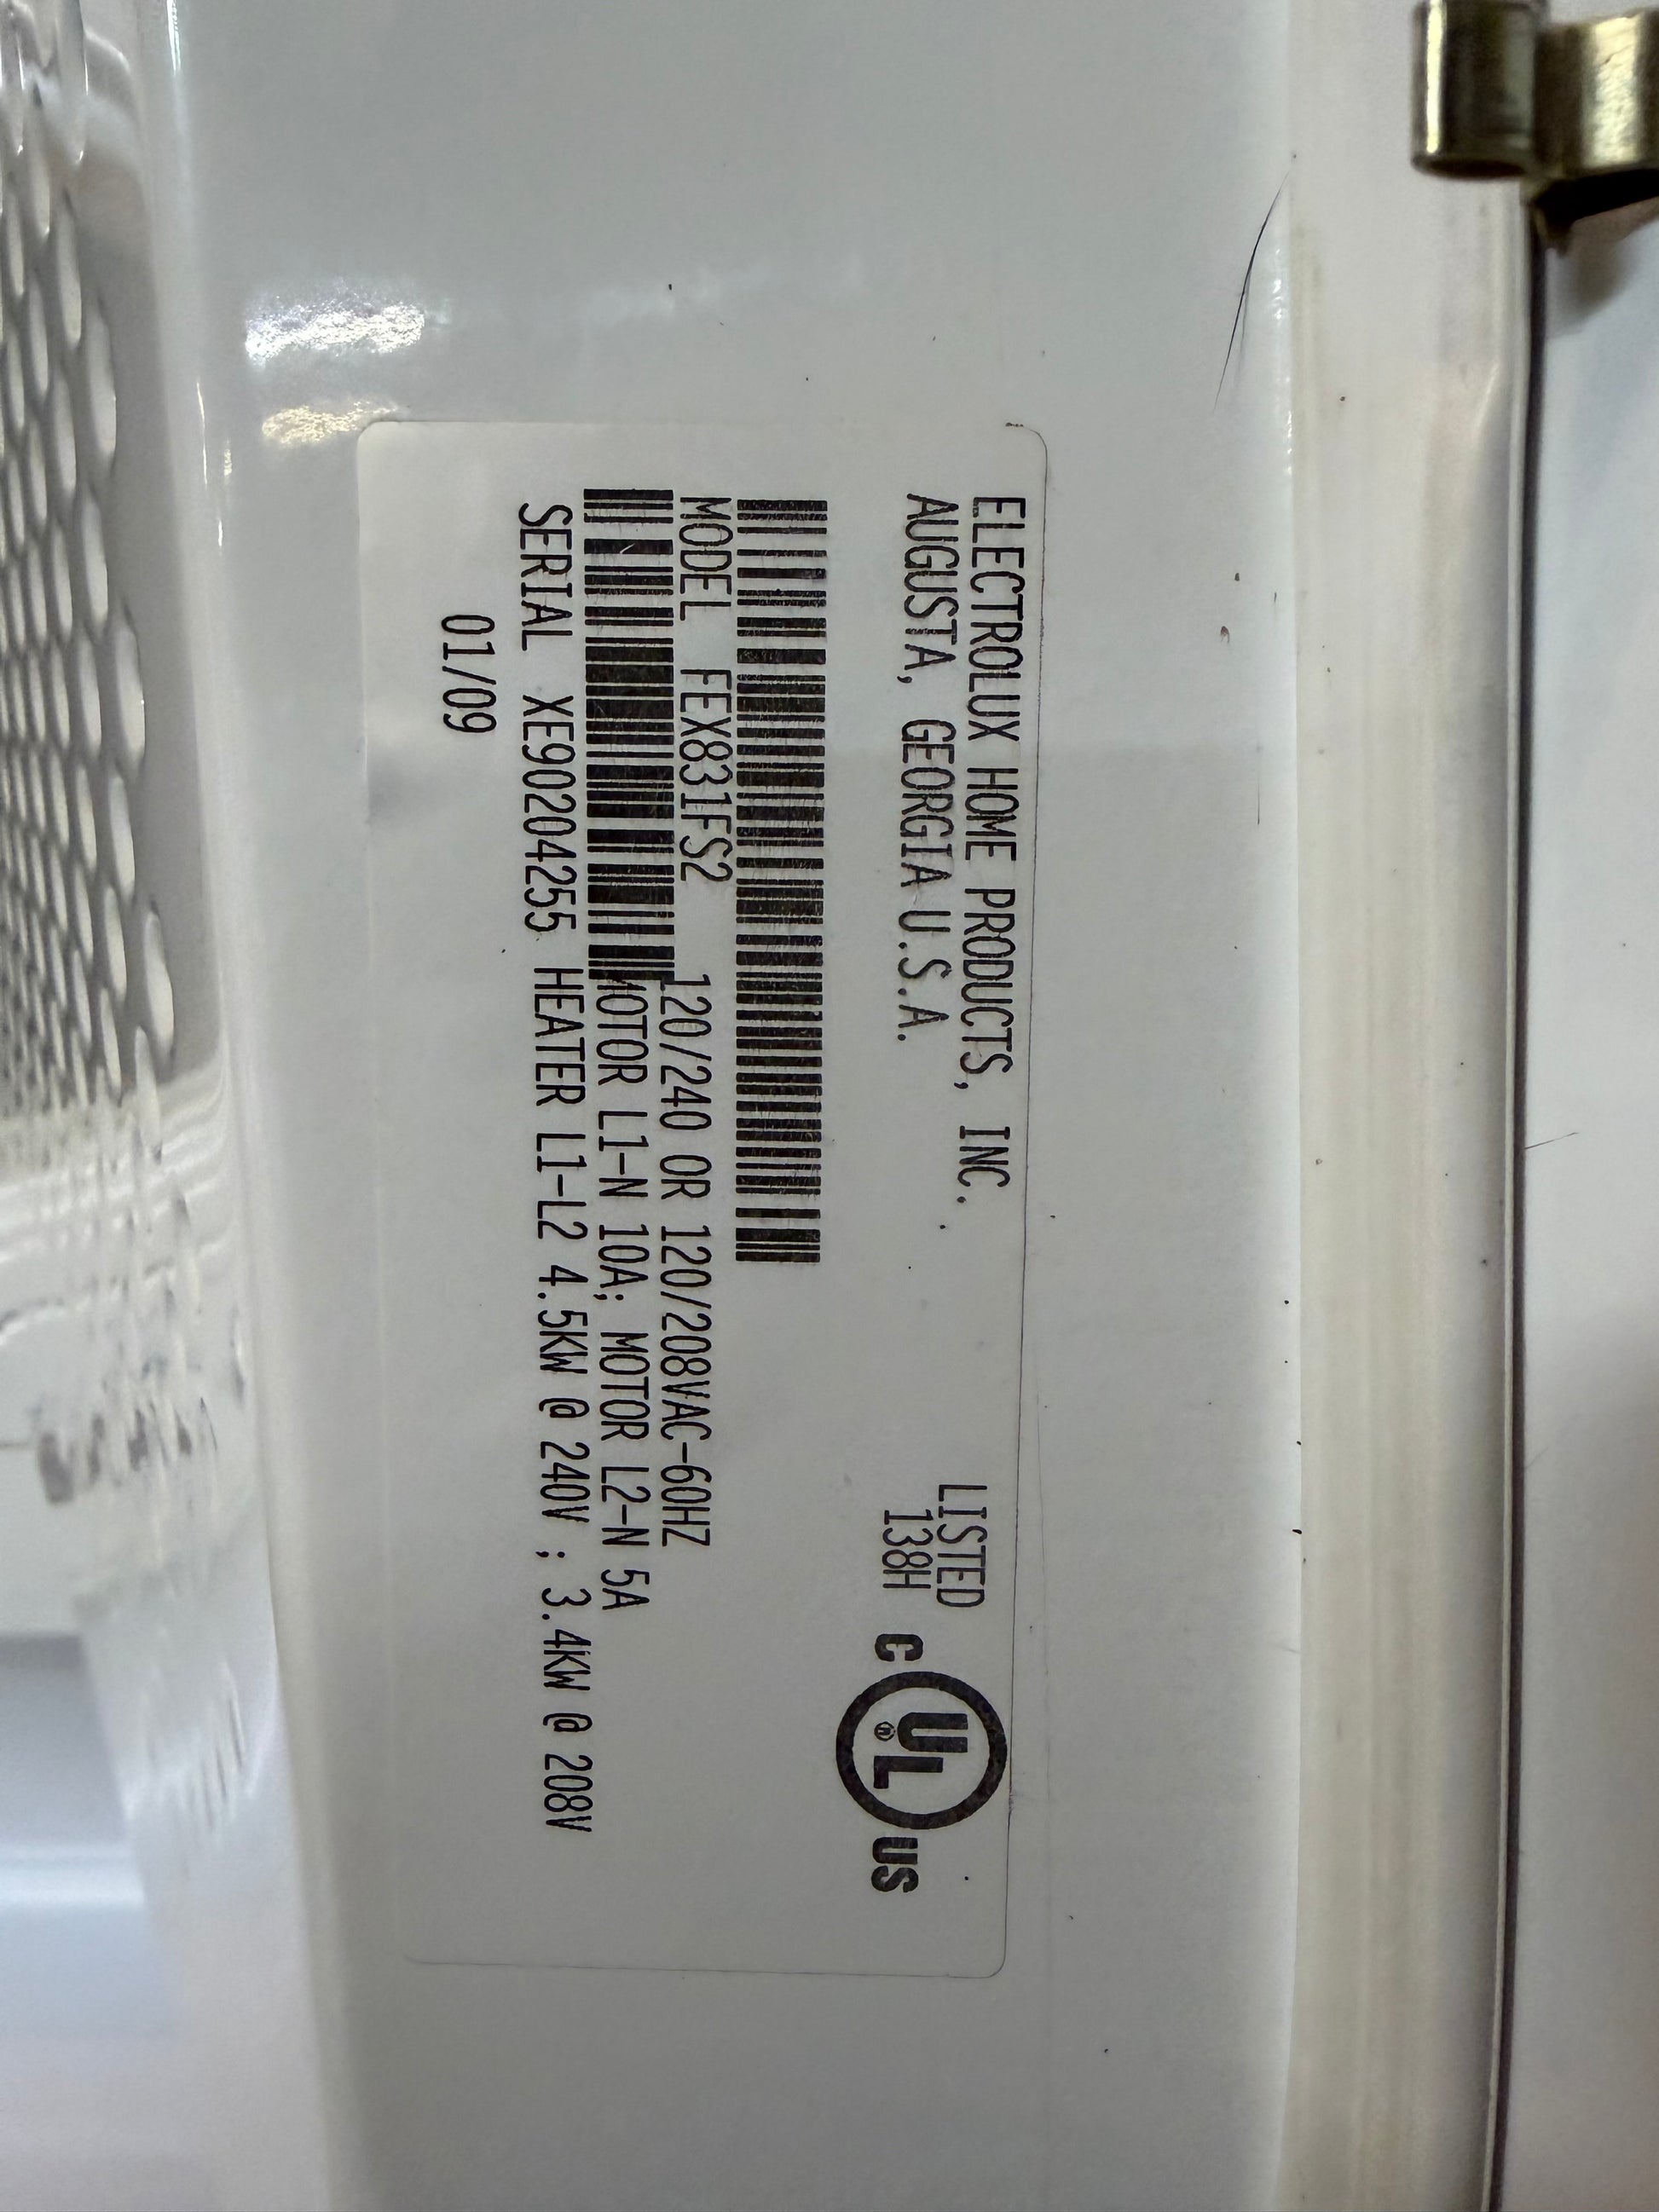 ELECTROLUX HOME PRODUCTS, INC.
AUGUSTA, GEORGIA U.S.A.
LISTED
138H
C UL® US
MODEL FEX831FS2
120/240 OR 120/208VAC-60HZ
MOTOR L1-N 10A; MOTOR L2-N 5A
SERIAL XE90204255 HEATER L1-L2 4.5KW @ 240V ; 3.4KW @ 208V
01/09